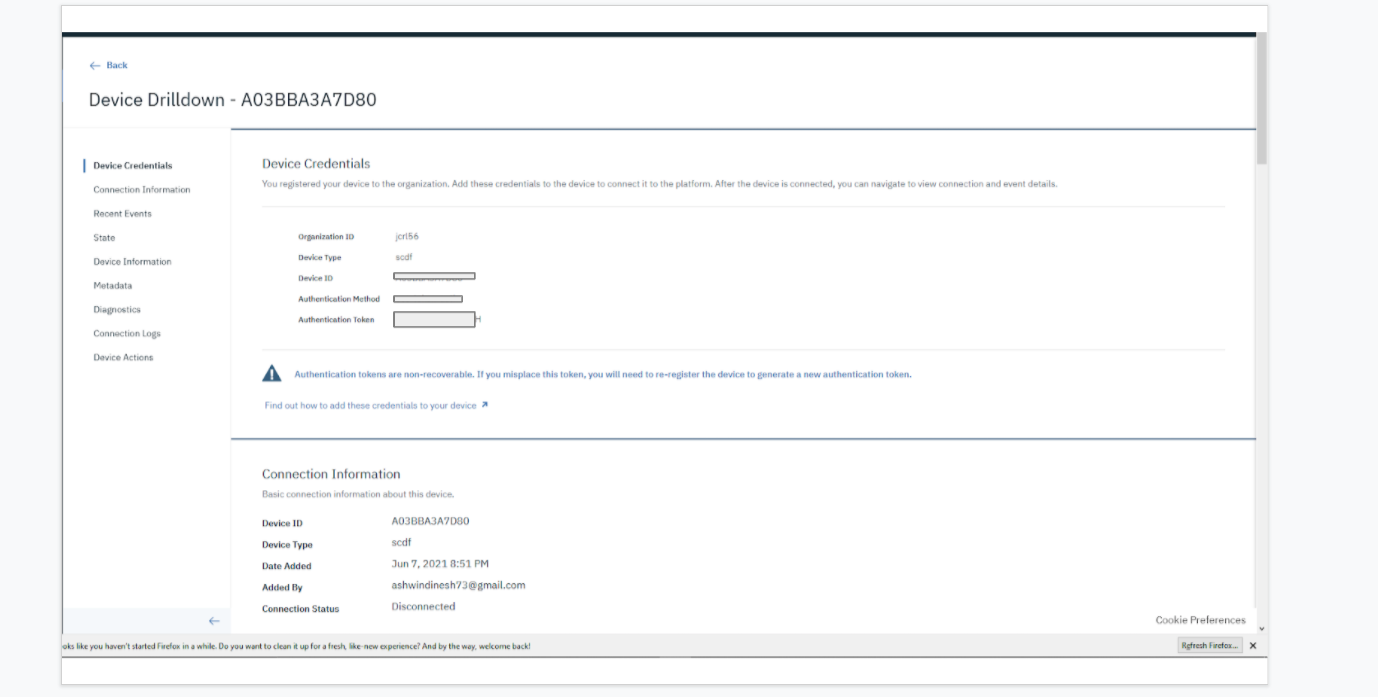 ← Back
Device Drilldown - A03BBA3A7D80
Device Credentials
Connection Information
Recent Events
State
Device Information
Metadata
Diagnostics
Connection Logs
Device Actions
Device Credentials
You registered your device to the organization. Add these credentials to the device to connect it to the platform. After the device is connected, you can navigate to view connection and event details.
Organization ID jcrl56
Device Type scdf
Device ID
Authentication Method
Authentication Token H
Authentication tokens are non-recoverable. If you misplace this token, you will need to re-register the device to generate a new authentication token.
Find out how to add these credentials to your device
Connection Information
Basic connection information about this device.
Device ID A03BBA3A7D80
Device Type scdf
Date Added Jun 7, 2021 8:51 PM
Added By ashwindinesh73@gmail.com
Connection Status Disconnected
Cookie Preferences
oks like you haven't started Firefox in a while. Do you want to clean it up for a fresh, like-new experience? And by the way, welcome back!
Refresh Firefox...